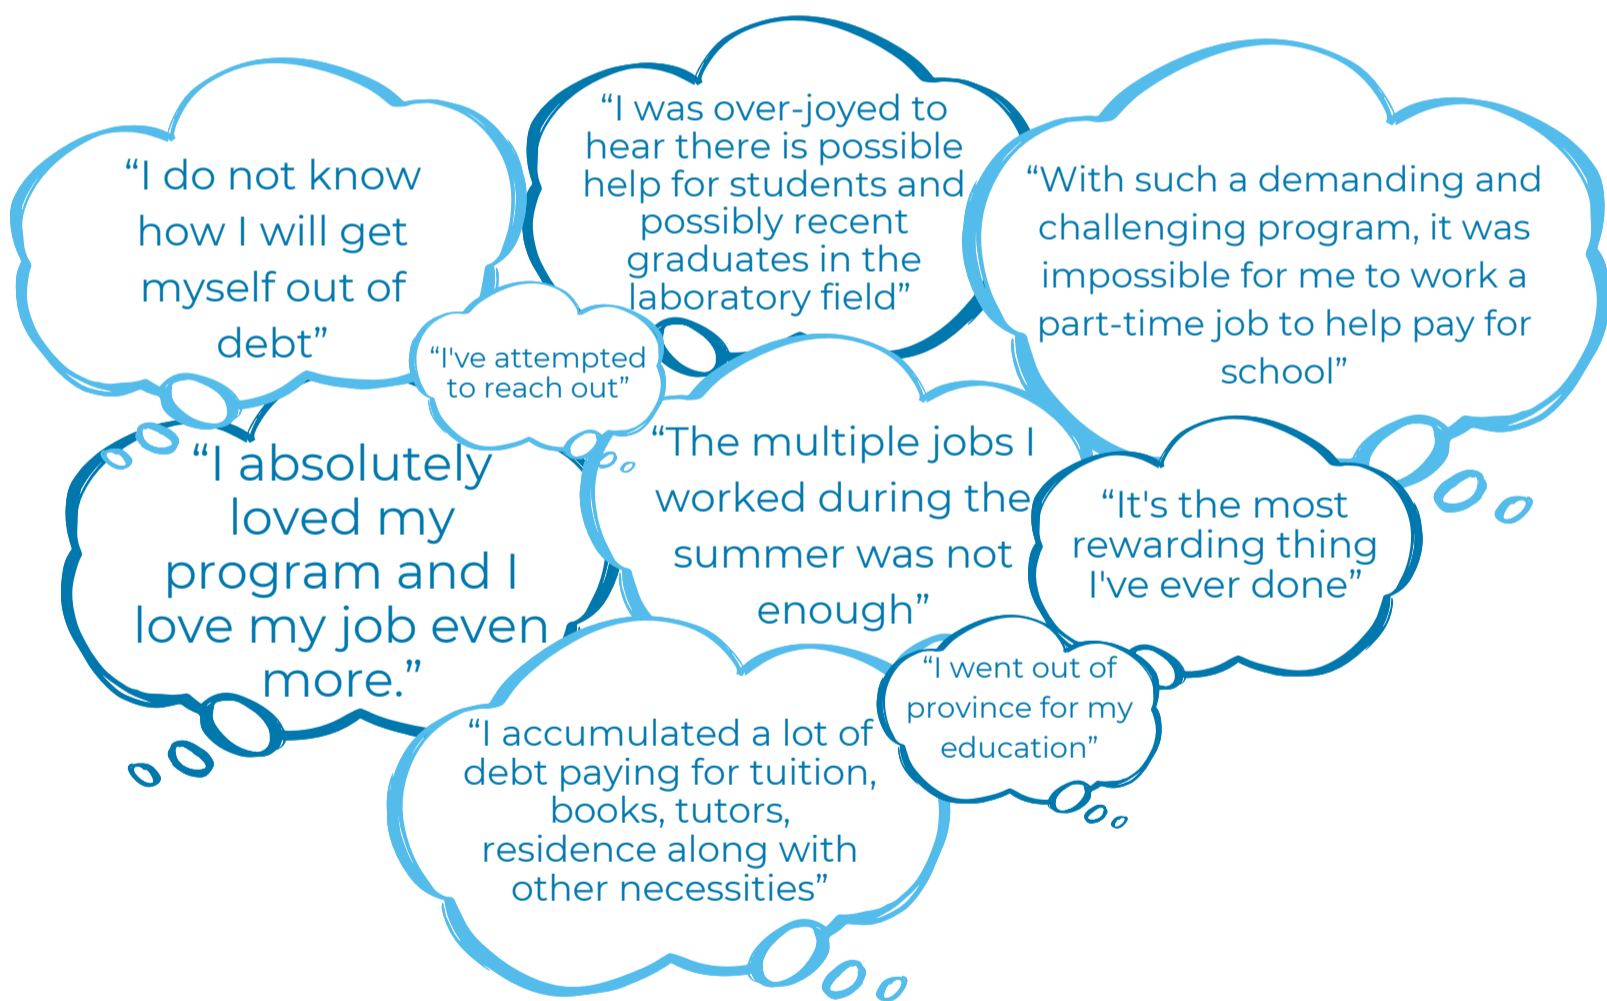 “I do not know
how I will get
myself out of
debt”
“I was over-joyed to
hear there is possible
help for students and
possibly recent
graduates in the
laboratory field”
“With such a demanding and
challenging program, it was
impossible for me to work a
part-time job to help pay for
school”
“I've attempted
to reach out”
“I absolutely
loved my
program and I
love my job even
more.”
“The multiple jobs I
worked during the
summer was not
enough”
“It's the most
rewarding thing
I've ever done”
“I went out of
province for my
education”
“I accumulated a lot of
debt paying for tuition,
books, tutors,
residence along with
other necessities”